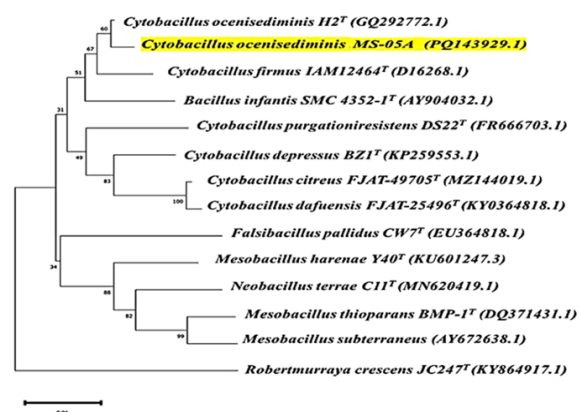 60
Cytobacillus ocenisediminis H2ᵀ (GQ292772.1)
Cytobacillus ocenisediminis MS-05A (PQ143929.1)
67
Cytobacillus firmus IAM12464ᵀ (D16268.1)
51
Bacillus infantis SMC 4352-1ᵀ (AY904032.1)
31
Cytobacillus purgationiresistens DS22ᵀ (FR666703.1)
49
Cytobacillus depressus BZ1ᵀ (KP259553.1)
83
Cytobacillus citreus FJAT-49705ᵀ (MZ144019.1)
100
Cytobacillus dafuensis FJAT-25496ᵀ (KY0364818.1)
Falsibacillus pallidus CW7ᵀ (EU364818.1)
34
Mesobacillus harenae Y40ᵀ (KU601247.3)
88
Neobacillus terrae C11ᵀ (MN620419.1)
82
Mesobacillus thioparans BMP-1ᵀ (DQ371431.1)
99
Mesobacillus subterraneus (AY672638.1)
Robertmurraya crescens JC247ᵀ (KY864917.1)